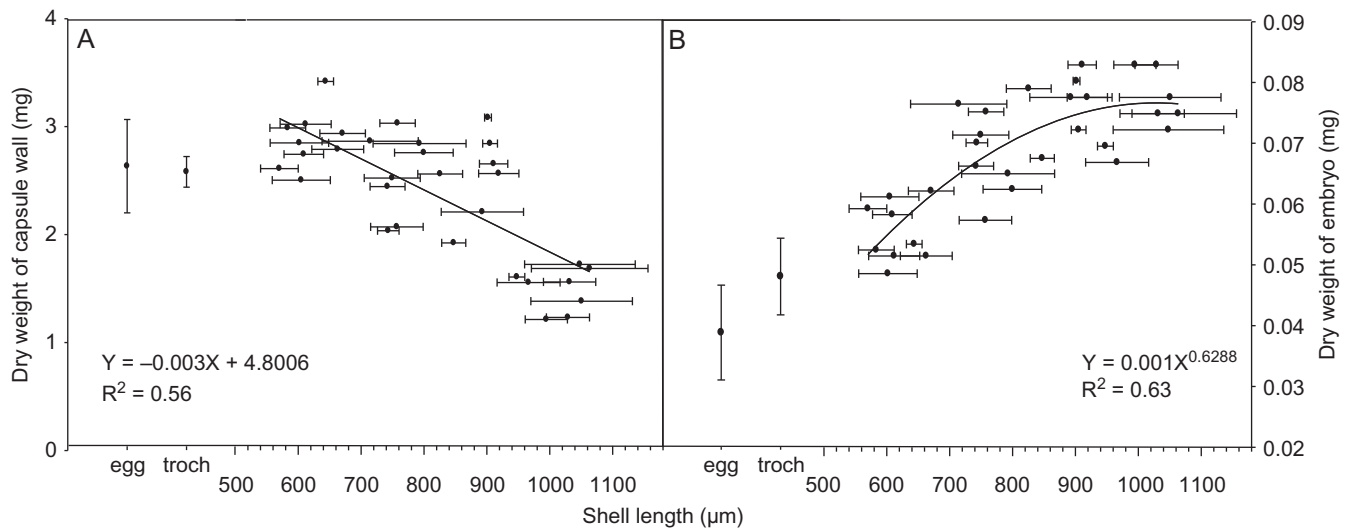 A
B
Dry weight of capsule wall (mg)
4
3
2
1
0
Y = –0.003X + 4.8006
R² = 0.56
egg troch 500 600 700 800 900 1000 1100
Y = 0.001X^0.6288
R² = 0.63
egg troch 500 600 700 800 900 1000 1100
0.09
0.08
0.07
0.06
0.05
0.04
0.03
0.02
Dry weight of embryo (mg)
Shell length (µm)